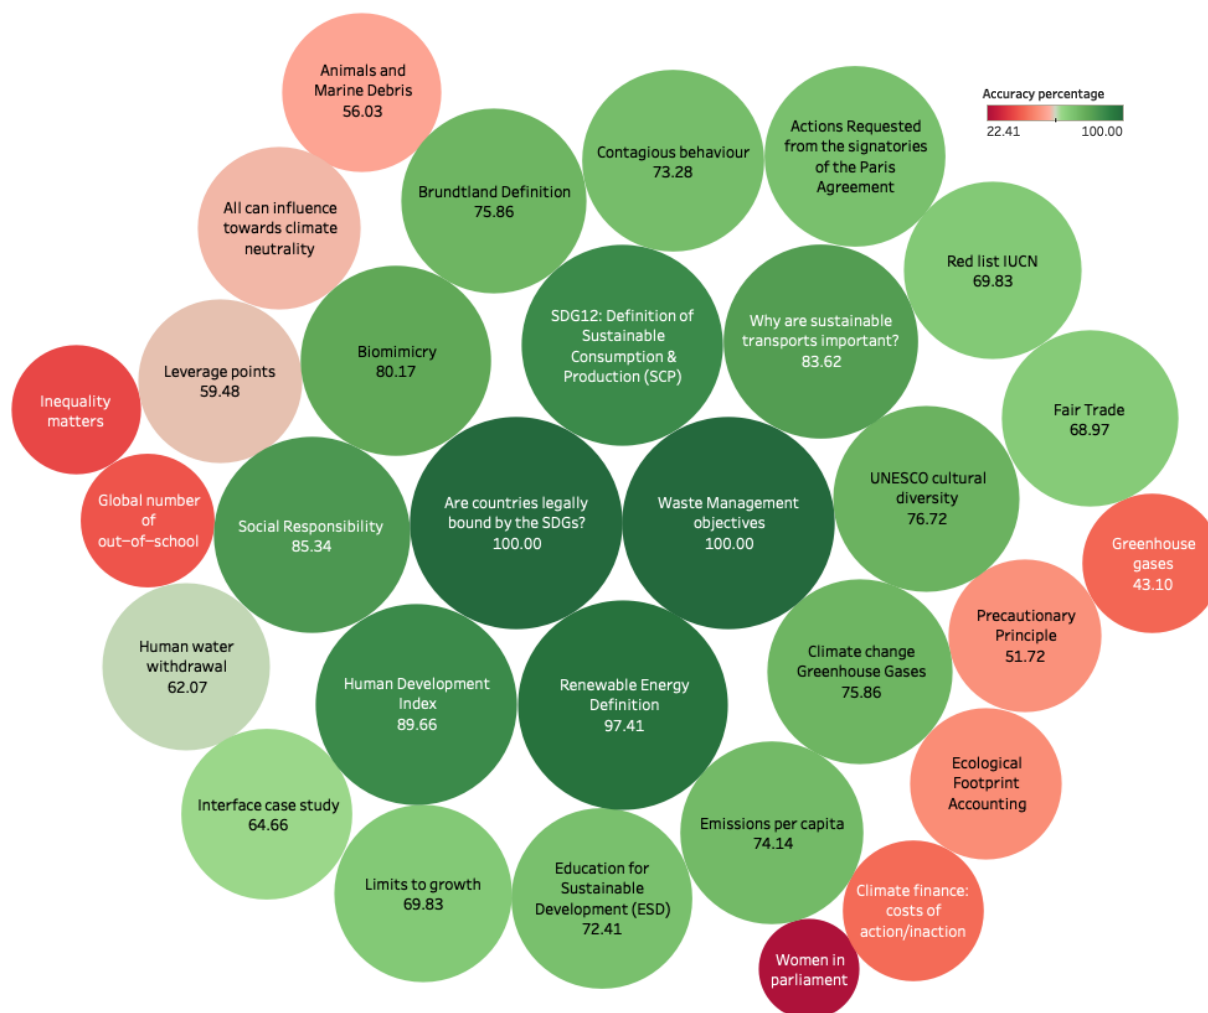 Animals and
Marine Debris
56.03
Accuracy percentage
22.41 100.00
Actions Requested
from the signatories
of the Paris
Agreement
Contagious behaviour
73.28
Brundtland Definition
75.86
All can influence
towards climate
neutrality
Red list IUCN
69.83
SDG12: Definition of
Sustainable
Consumption &
Production (SCP)
Why are sustainable
transports important?
83.62
Biomimicry
80.17
Leverage points
59.48
Inequality
matters
Fair Trade
68.97
UNESCO cultural
diversity
76.72
Global number
of
out-of-school
Social Responsibility
85.34
Are countries legally
bound by the SDGs?
100.00
Waste Management
objectives
100.00
Greenhouse
gases
43.10
Precautionary
Principle
51.72
Human water
withdrawal
62.07
Human Development
Index
89.66
Renewable Energy
Definition
97.41
Climate change
Greenhouse Gases
75.86
Ecological
Footprint
Accounting
Interface case study
64.66
Emissions per capita
74.14
Limits to growth
69.83
Education for
Sustainable
Development (ESD)
72.41
Climate finance:
costs of
action/inaction
Women in
parliament